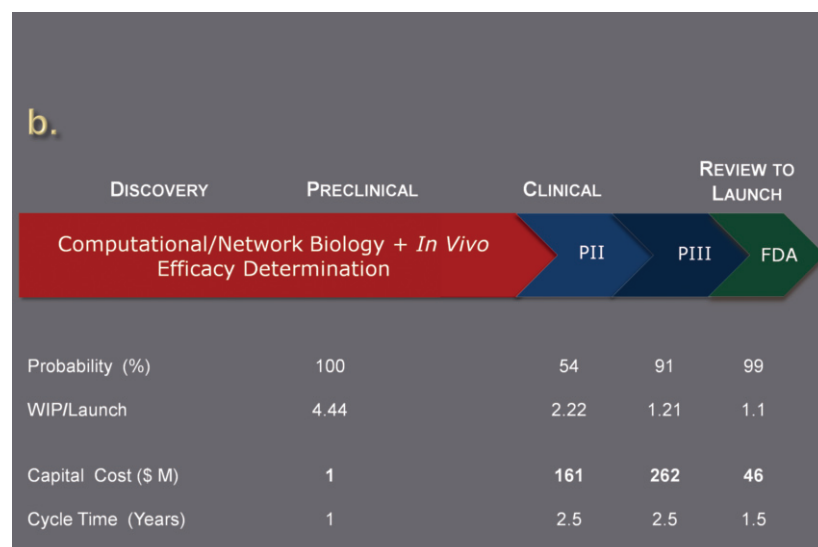 b.
DISCOVERY PRECLINICAL CLINICAL REVIEW TO LAUNCH
Computational/Network Biology + In Vivo
Efficacy Determination
PII PIII FDA
Probability (%) 100 54 91 99
WIP/Launch 4.44 2.22 1.21 1.1
Capital Cost ($ M) 1 161 262 46
Cycle Time (Years) 1 2.5 2.5 1.5